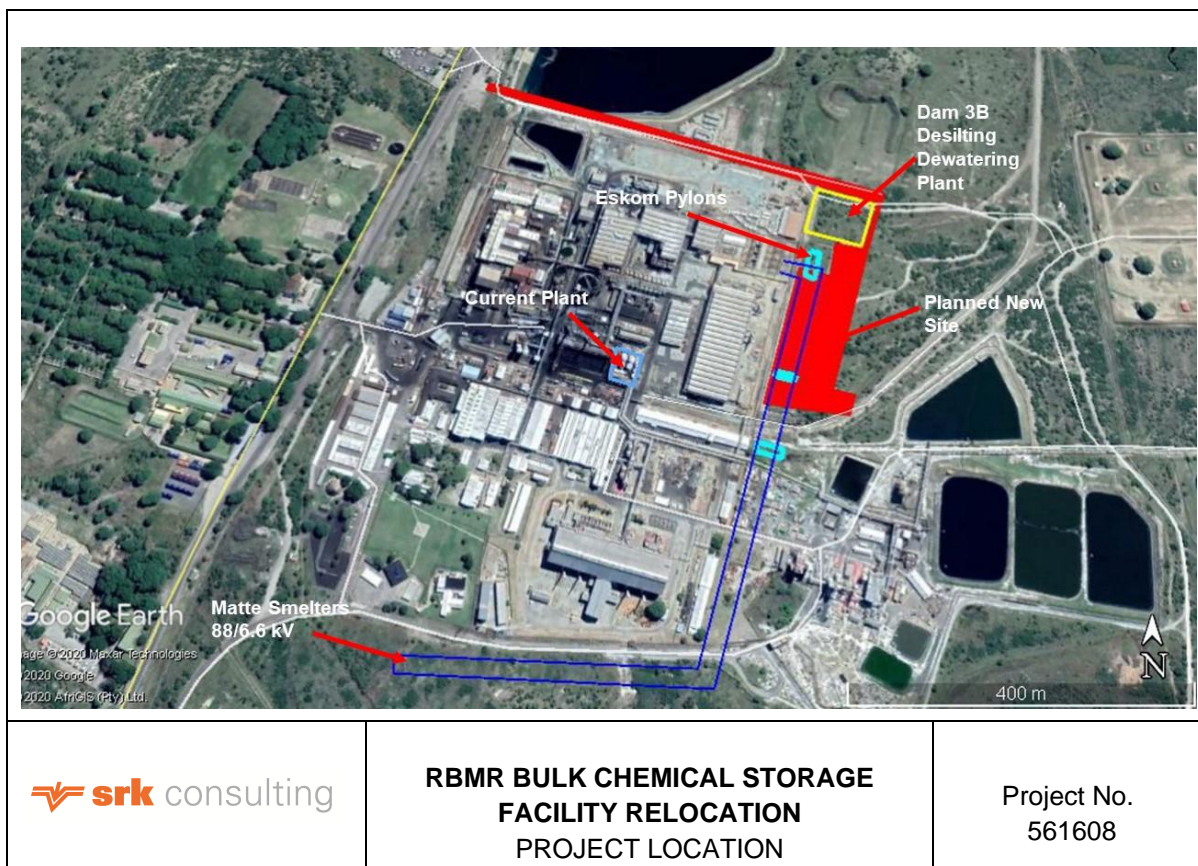 Dam 3B
Desilting
Dewatering
Plant
Eskom Pylons
Current Plant
Planned New
Site
Matte Smelters
88/6.6 kV
Google Earth
age © 2020 Maxar Technologies
2020 Google
2020 AfriGIS (Pty) Ltd.
N
400 m
srk consulting
RBMR BULK CHEMICAL STORAGE
FACILITY RELOCATION
PROJECT LOCATION
Project No.
561608